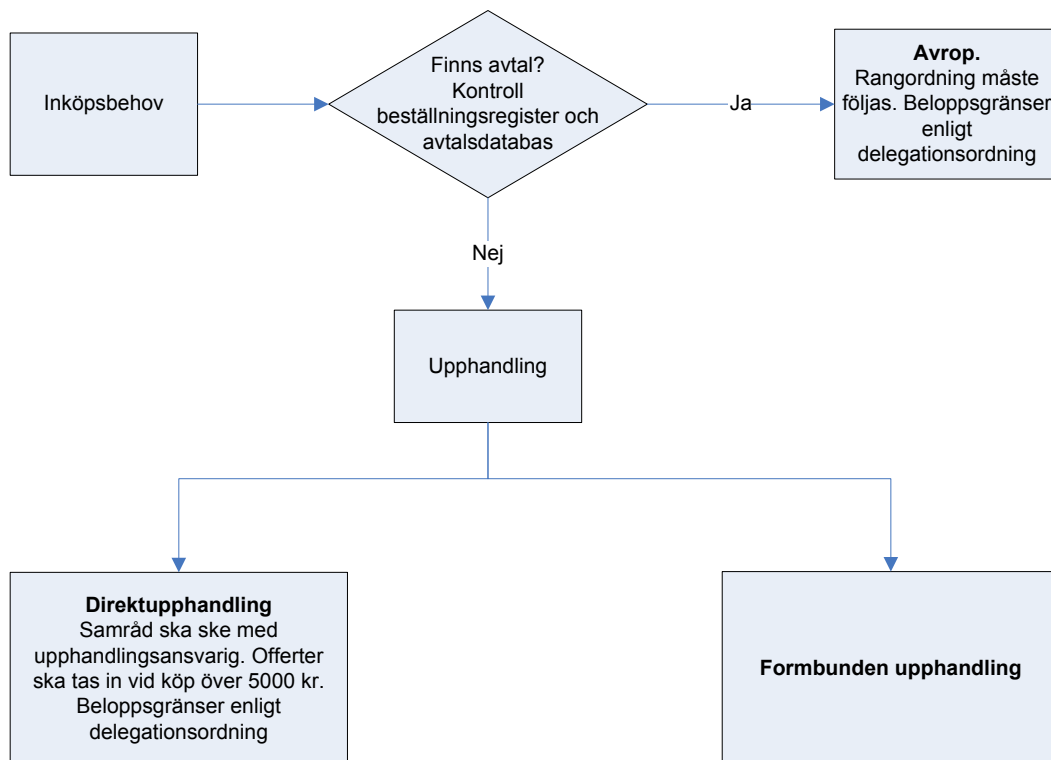 Inköpsbehov
Finns avtal?
Kontroll
beställningsregister och
avtalsdatabas
Ja
Avrop.
Rangordning måste
följas. Beloppsgränser
enligt
delegationsordning
Nej
Upphandling
Direktupphandling
Samråd ska ske med
upphandlingsansvarig. Offerter
ska tas in vid köp över 5000 kr.
Beloppsgränser enligt
delegationsordning
Formbunden upphandling